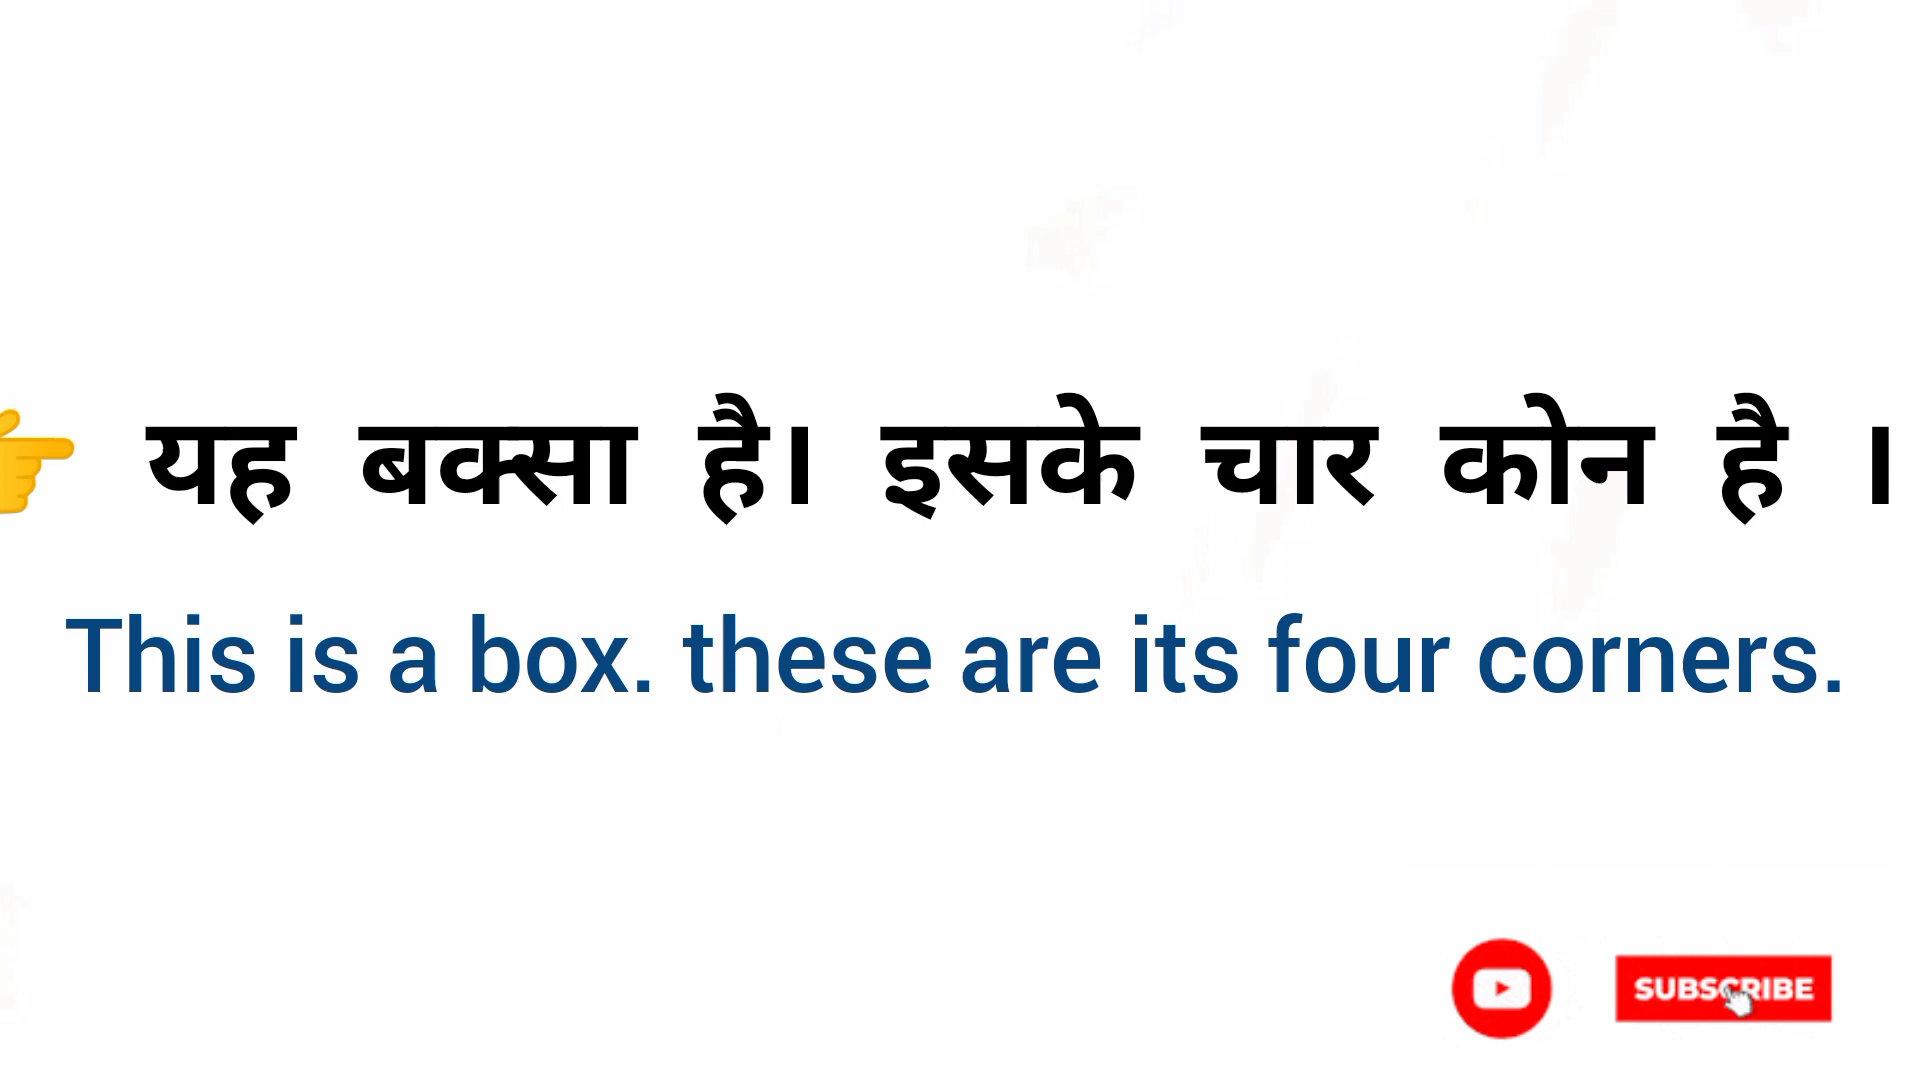 👉 यह बक्सा है। इसके चार कोन है ।
This is a box. these are its four corners.
SUBSCRIBE